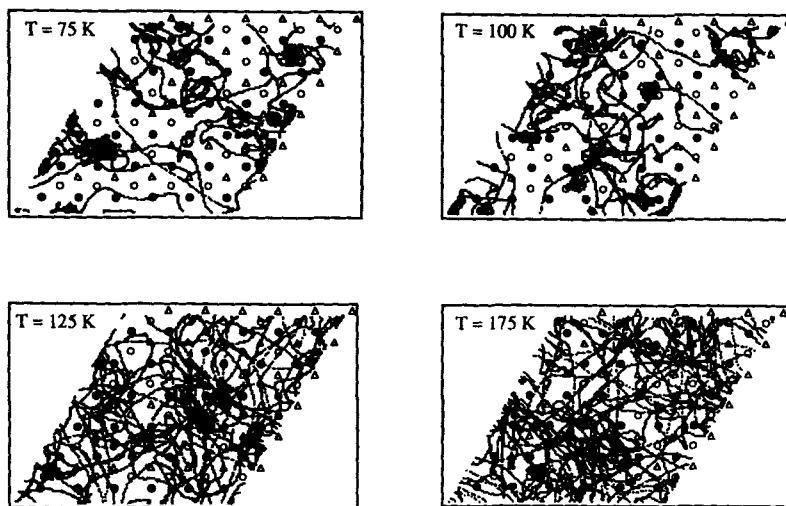 T = 75 K
T = 100 K
T = 125 K
T = 175 K